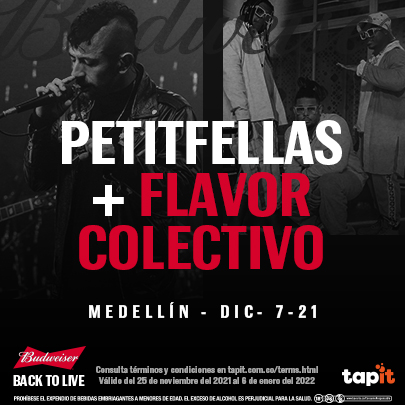 Budweiser
PETITFELLAS
+ FLAVOR
COLECTIVO
MEDELLÍN - DIC- 7-21
Budweiser
BACK TO LIVE
Consulta términos y condiciones en tapit.com.co/terms.html
Válido del 25 de noviembre del 2021 al 6 de enero del 2022
tapit
PROHÍBESE EL EXPENDIO DE BEBIDAS EMBRIAGANTES A MENORES DE EDAD. EL EXCESO DE ALCOHOL ES PERJUDICIAL PARA LA SALUD.